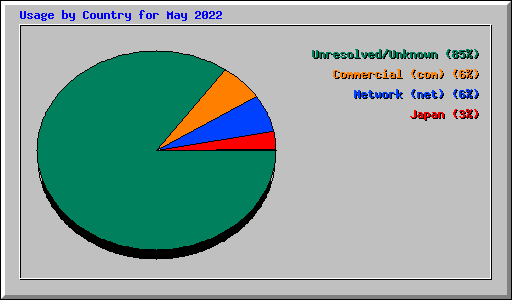 Usage by Country for May 2022
Unresolved/Unknown (85%)
Commercial (com) (6%)
Network (net) (6%)
Japan (3%)